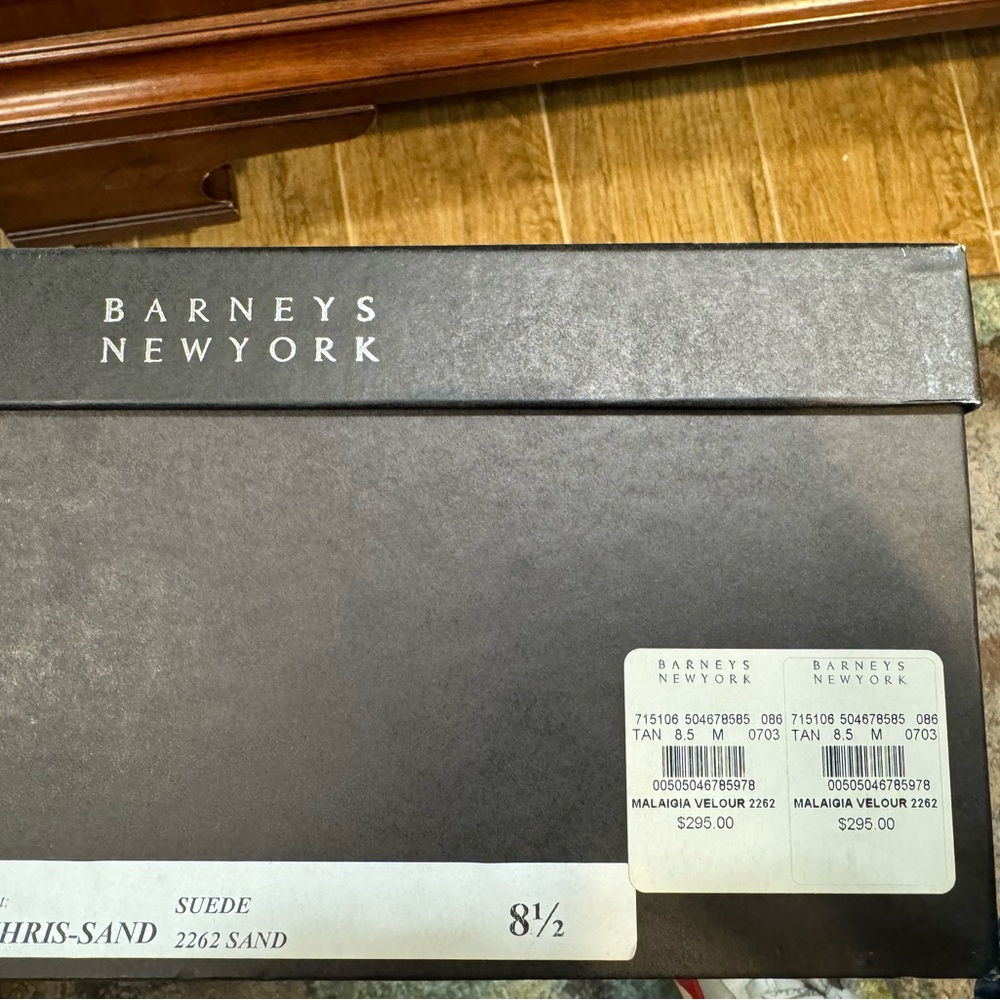 BARNEYS
NEWYORK
BARNEYS
NEWYORK
715106 504678585 086
TAN 8.5 M 0703
00505046785978
MALAIGIA VELOUR 2262
$295.00
BARNEYS
NEWYORK
715106 504678585 086
TAN 8.5 M 0703
00505046785978
MALAIGIA VELOUR 2262
$295.00
SUEDE
HRIS-SAND
2262 SAND
8½